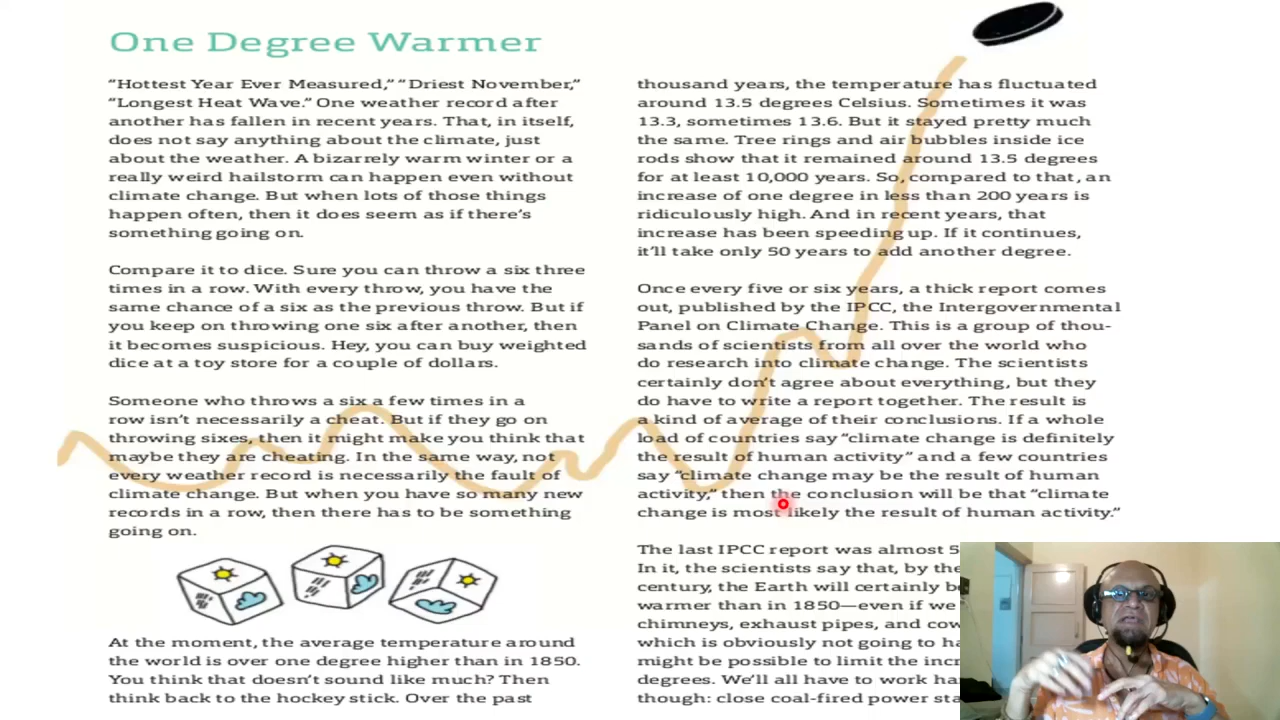 One Degree Warmer
“Hottest Year Ever Measured,” “Driest November,”
“Longest Heat Wave.” One weather record after
another has fallen in recent years. That, in itself,
does not say anything about the climate, just
about the weather. A bizarrely warm winter or a
really weird hailstorm can happen even without
climate change. But when lots of those things
happen often, then it does seem as if there’s
something going on.
Compare it to dice. Sure you can throw a six three
times in a row. With every throw, you have the
same chance of a six as the previous throw. But if
you keep on throwing one six after another, then
it becomes suspicious. Hey, you can buy weighted
dice at a toy store for a couple of dollars.
Someone who throws a six a few times in a
row isn’t necessarily a cheat. But if they go on
throwing sixes, then it might make you think that
maybe they are cheating. In the same way, not
every weather record is necessarily the fault of
climate change. But when you have so many new
records in a row, then there has to be something
going on.
At the moment, the average temperature around
the world is over one degree higher than in 1850.
You think that doesn’t sound like much? Then
think back to the hockey stick. Over the past
thousand years, the temperature has fluctuated
around 13.5 degrees Celsius. Sometimes it was
13.3, sometimes 13.6. But it stayed pretty much
the same. Tree rings and air bubbles inside ice
rods show that it remained around 13.5 degrees
for at least 10,000 years. So, compared to that, an
increase of one degree in less than 200 years is
ridiculously high. And in recent years, that
increase has been speeding up. If it continues,
it’ll take only 50 years to add another degree.
Once every five or six years, a thick report comes
out, published by the IPCC, the Intergovernmental
Panel on Climate Change. This is a group of thou-
sands of scientists from all over the world who
do research into climate change. The scientists
certainly don’t agree about everything, but they
do have to write a report together. The result is
a kind of average of their conclusions. If a whole
load of countries say “climate change is definitely
the result of human activity” and a few countries
say “climate change may be the result of human
activity,” then the conclusion will be that “climate
change is most likely the result of human activity.”
The last IPCC report was almost
In it, the scientists say that, by the
century, the Earth will certainly
warmer than in 1850—even if we
chimneys, exhaust pipes, and
which is obviously not going to
might be possible to limit the
degrees. We’ll all have to work
though: close coal-fired power